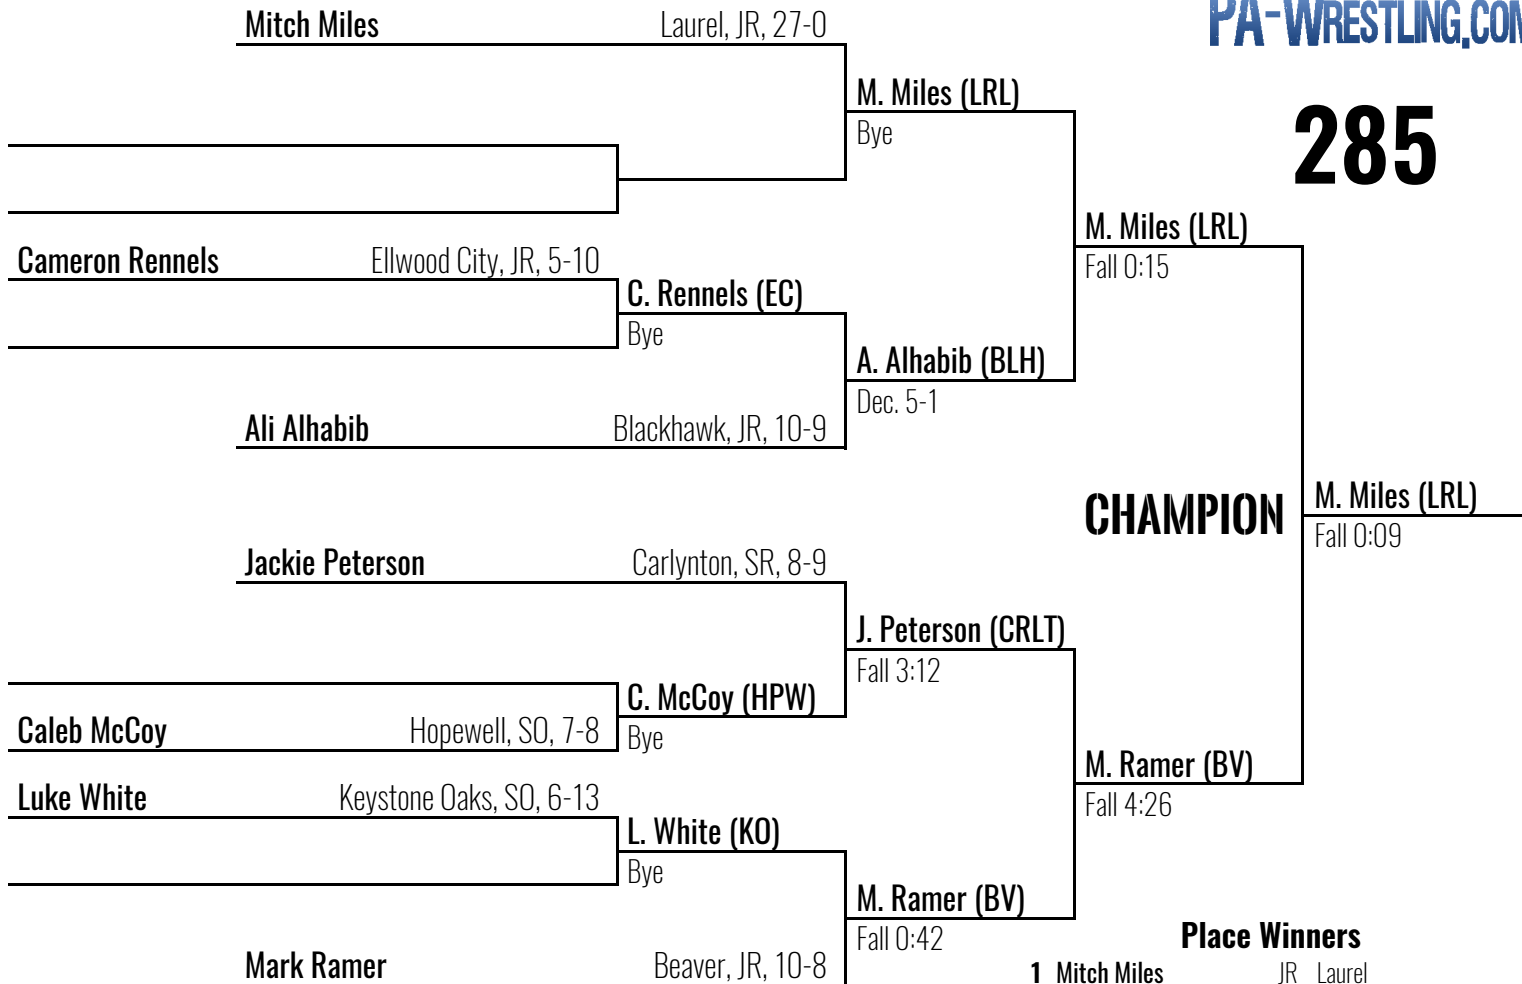 PA-WRESTLING.COM
Mitch Miles Laurel, JR, 27-0
M. Miles (LRL)
Bye
285
M. Miles (LRL)
Fall 0:15
Cameron Rennels Ellwood City, JR, 5-10
C. Rennels (EC)
Bye
A. Alhabib (BLH)
Dec. 5-1
Ali Alhabib Blackhawk, JR, 10-9
CHAMPION
M. Miles (LRL)
Fall 0:09
Jackie Peterson Carlynton, SR, 8-9
J. Peterson (CRLT)
Fall 3:12
C. McCoy (HPW)
Caleb McCoy Hopewell, SO, 7-8
Bye
M. Ramer (BV)
Fall 4:26
Luke White Keystone Oaks, SO, 6-13
L. White (KO)
Bye
M. Ramer (BV)
Fall 0:42
Mark Ramer Beaver, JR, 10-8
Place Winners
1 Mitch Miles JR Laurel